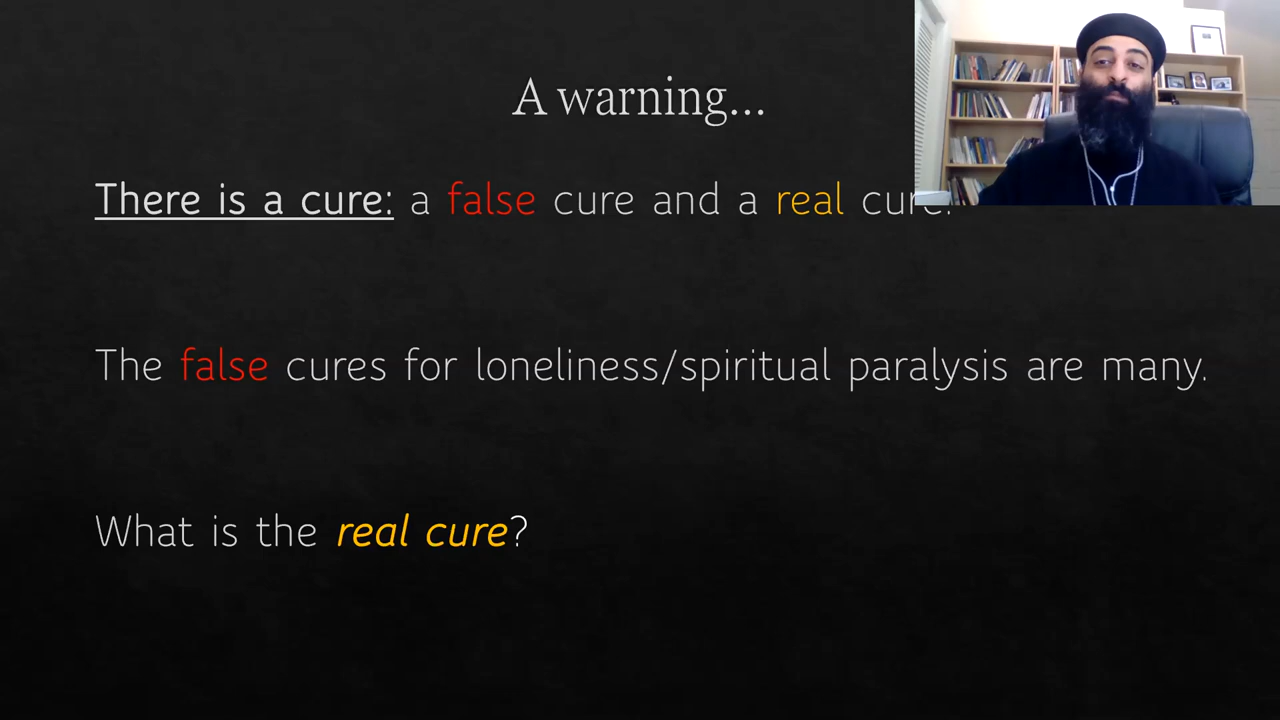 A warning...
There is a cure: a false cure and a real cure.
The false cures for loneliness/spiritual paralysis are many.
What is the real cure?